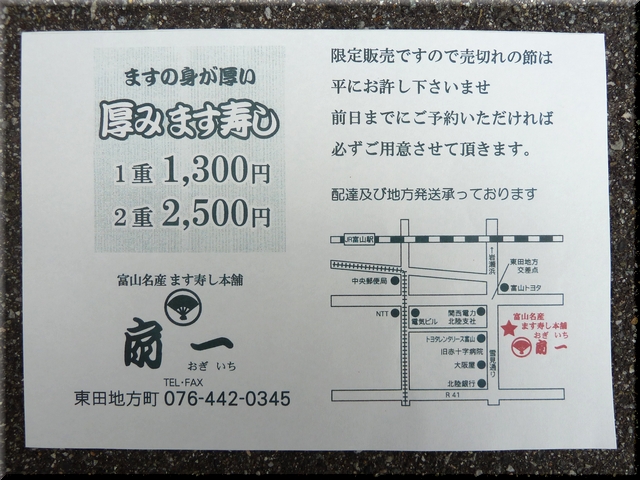 ますの身が厚い
厚みます寿し
1重 1,300円
2重 2,500円
富山名産 ます寿し本舗
扇一
おぎ いち
TEL・FAX
東田地方町 076-442-0345
限定販売ですので売切れの節は
平にお許し下さいませ
前日までにご予約いただければ
必ずご用意させて頂きます。
配達及び地方発送承っております
JR富山駅
↑岩瀬浜
東田地方
交差点
中央郵便局
富山トヨタ
NTT
電気ビル
関西電力
北陸支社
富山名産
ます寿し本舗
おぎ いち
扇一
トヨタレンタリース富山
旧赤十字病院
大阪屋
北陸銀行
雪見通り
R 41